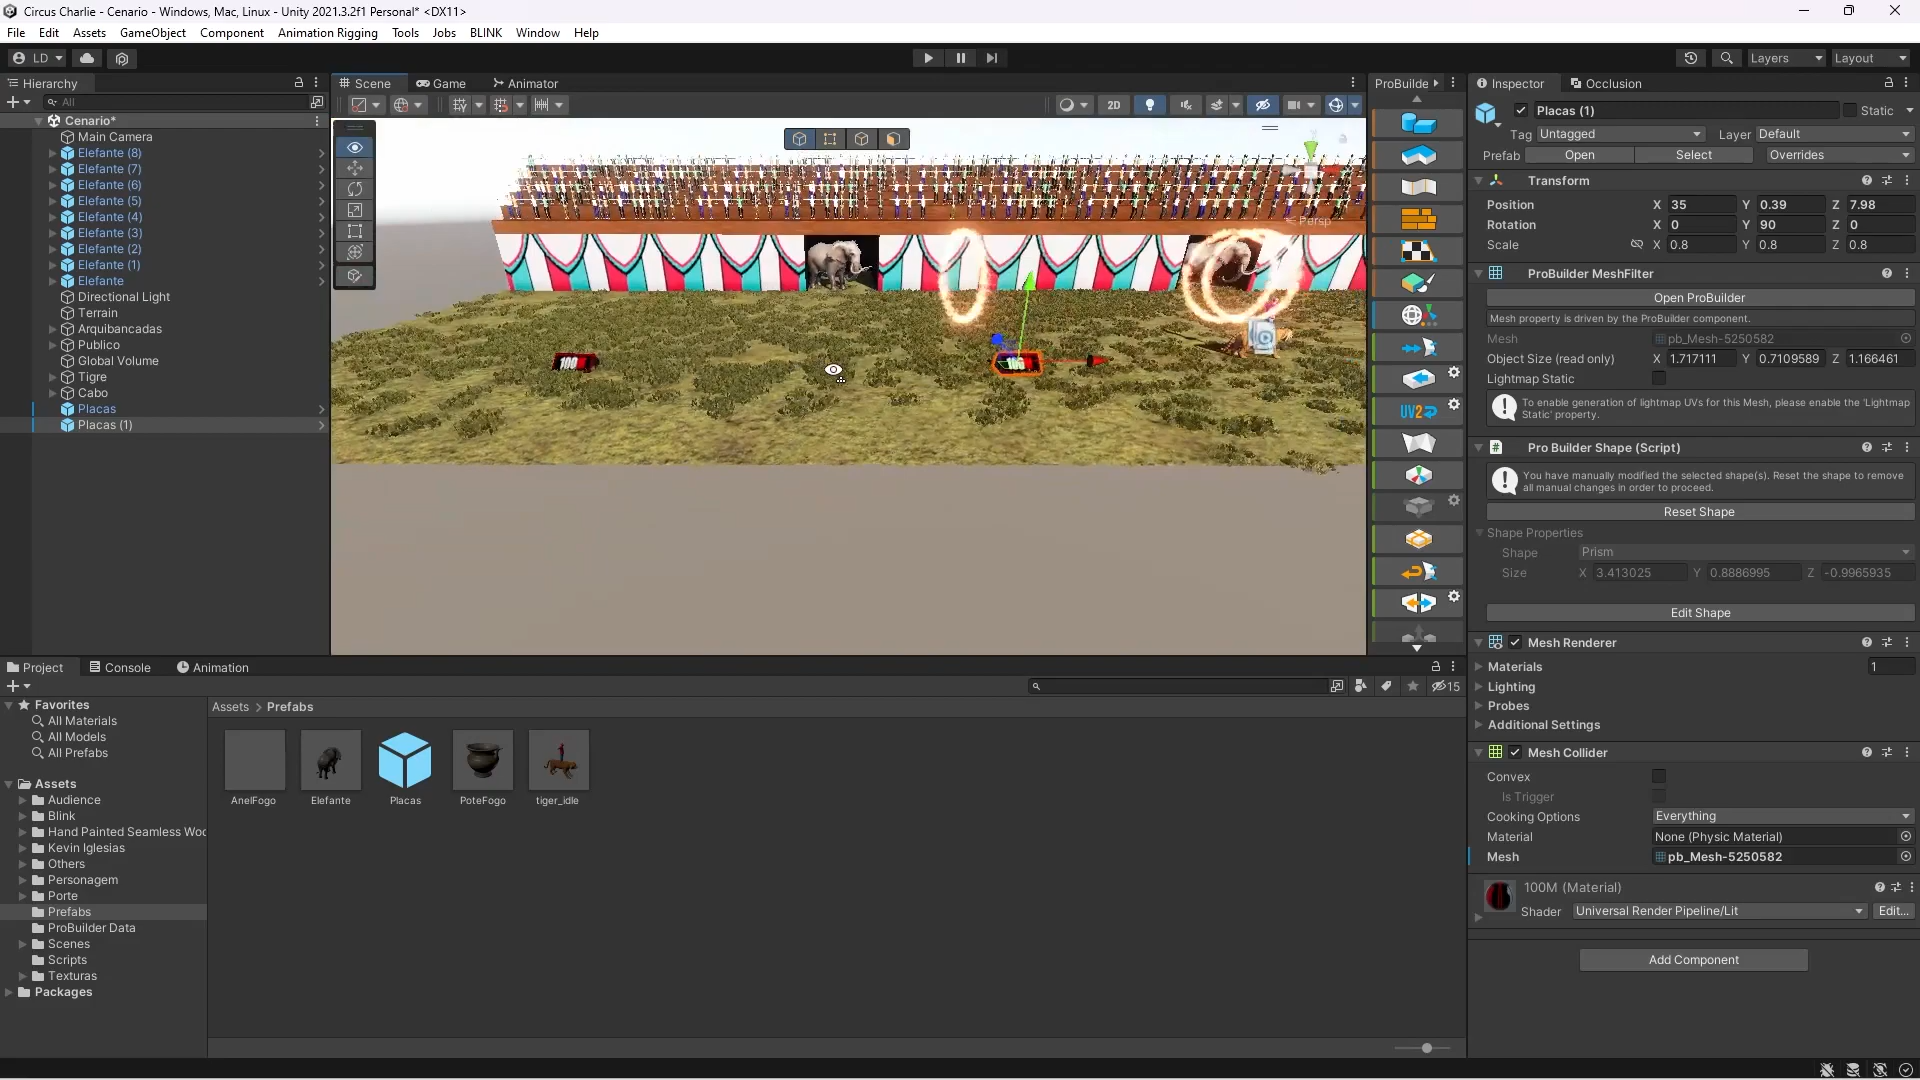 Circus Charlie - Cenario - Windows, Mac, Linux - Unity 2021.3.2f1 Personal* <DX11>
File Edit Assets GameObject Component Animation Rigging Tools Jobs BLINK Window Help
LD Layers Layout
Hierarchy
All
Cenario*
Main Camera
Elefante (8)
Elefante (7)
Elefante (6)
Elefante (5)
Elefante (4)
Elefante (3)
Elefante (2)
Elefante (1)
Elefante
Directional Light
Terrain
Arquibancadas
Publico
Global Volume
Tigre
Cabo
Placas
Placas (1)
Scene Game Animator
2D
Persp
100
ProBuilde
UV2
Inspector Occlusion
Placas (1) Static
Tag Untagged Layer Default
Prefab Open Select Overrides
Transform
Position X 35 Y 0.39 Z 7.98
Rotation X 0 Y 90 Z 0
Scale X 0.8 Y 0.8 Z 0.8
ProBuilder MeshFilter
Open ProBuilder
Mesh property is driven by the ProBuilder component.
Mesh pb_Mesh-5250582
Object Size (read only) X 1.717111 Y 0.7109589 Z 1.166461
Lightmap Static
To enable generation of lightmap UVs for this Mesh, please enable the 'Lightmap
Static' property.
Pro Builder Shape (Script)
You have manually modified the selected shape(s). Reset the shape to remove
all manual changes in order to proceed.
Reset Shape
Shape Properties
Shape Prism
Size X 3.413025 Y 0.8886995 Z -0.9965935
Edit Shape
Mesh Renderer
Materials 1
Lighting
Probes
Additional Settings
Mesh Collider
Convex
Is Trigger
Cooking Options Everything
Material None (Physic Material)
Mesh pb_Mesh-5250582
100M (Material)
Shader Universal Render Pipeline/Lit Edit...
Add Component
Project Console Animation
15
Favorites
All Materials
All Models
All Prefabs
Assets
Audience
Blink
Hand Painted Seamless Woo
Kevin Iglesias
Others
Personagem
Porte
Prefabs
ProBuilder Data
Scenes
Scripts
Texturas
Packages
Assets > Prefabs
AnelFogo Elefante Placas PoteFogo tiger_idle